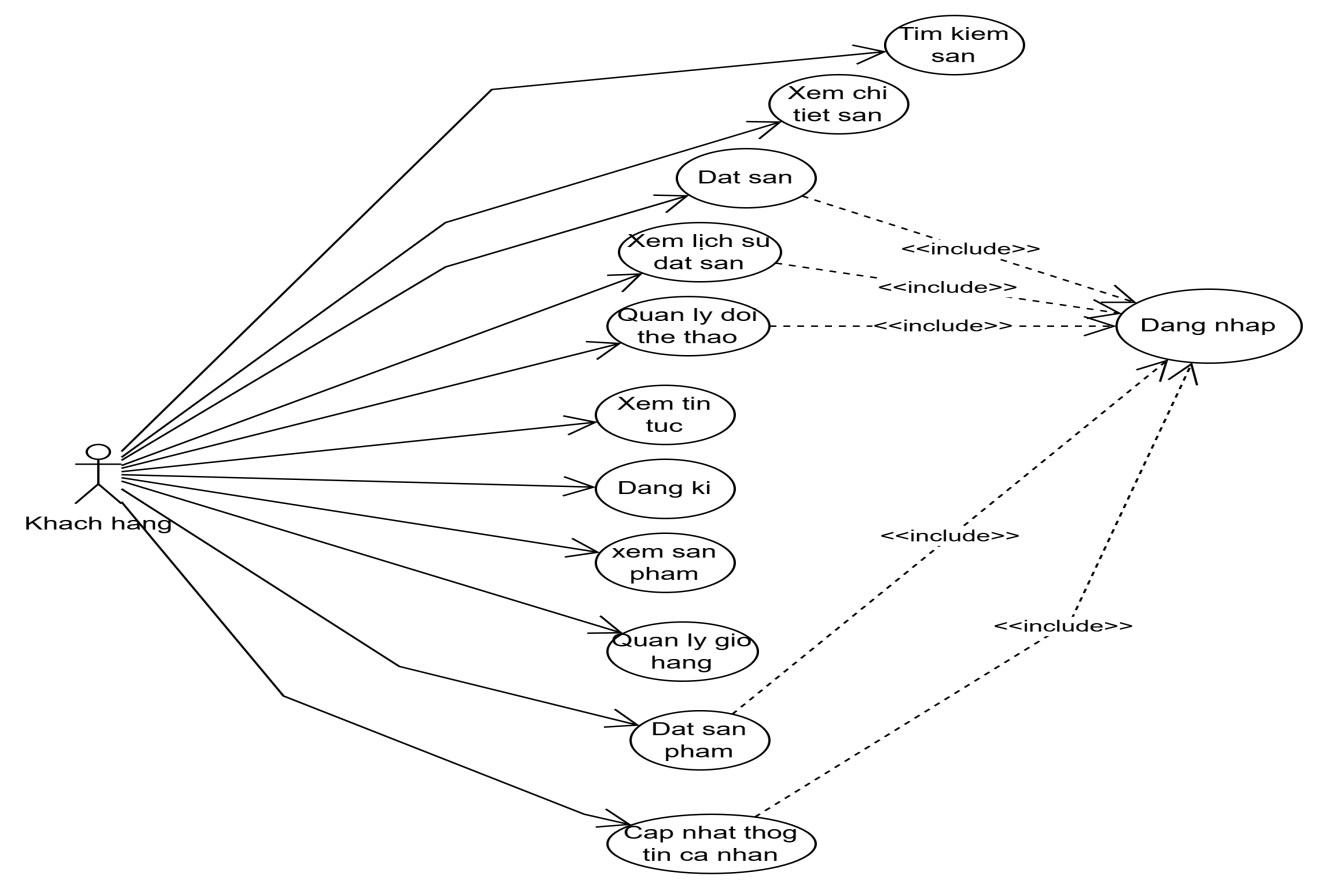 Tim kiem
san
Xem chi
tiet san
Dat san
Xem lịch su
dat san
<<include>>
<<include>>
Quan ly doi
the thao
<<include>>
Dang nhap
Xem tin
tuc
Dang ki
Khach hang
xem san
pham
<<include>>
<<include>>
Quan ly gio
hang
Dat san
pham
Cap nhat thog
tin ca nhan